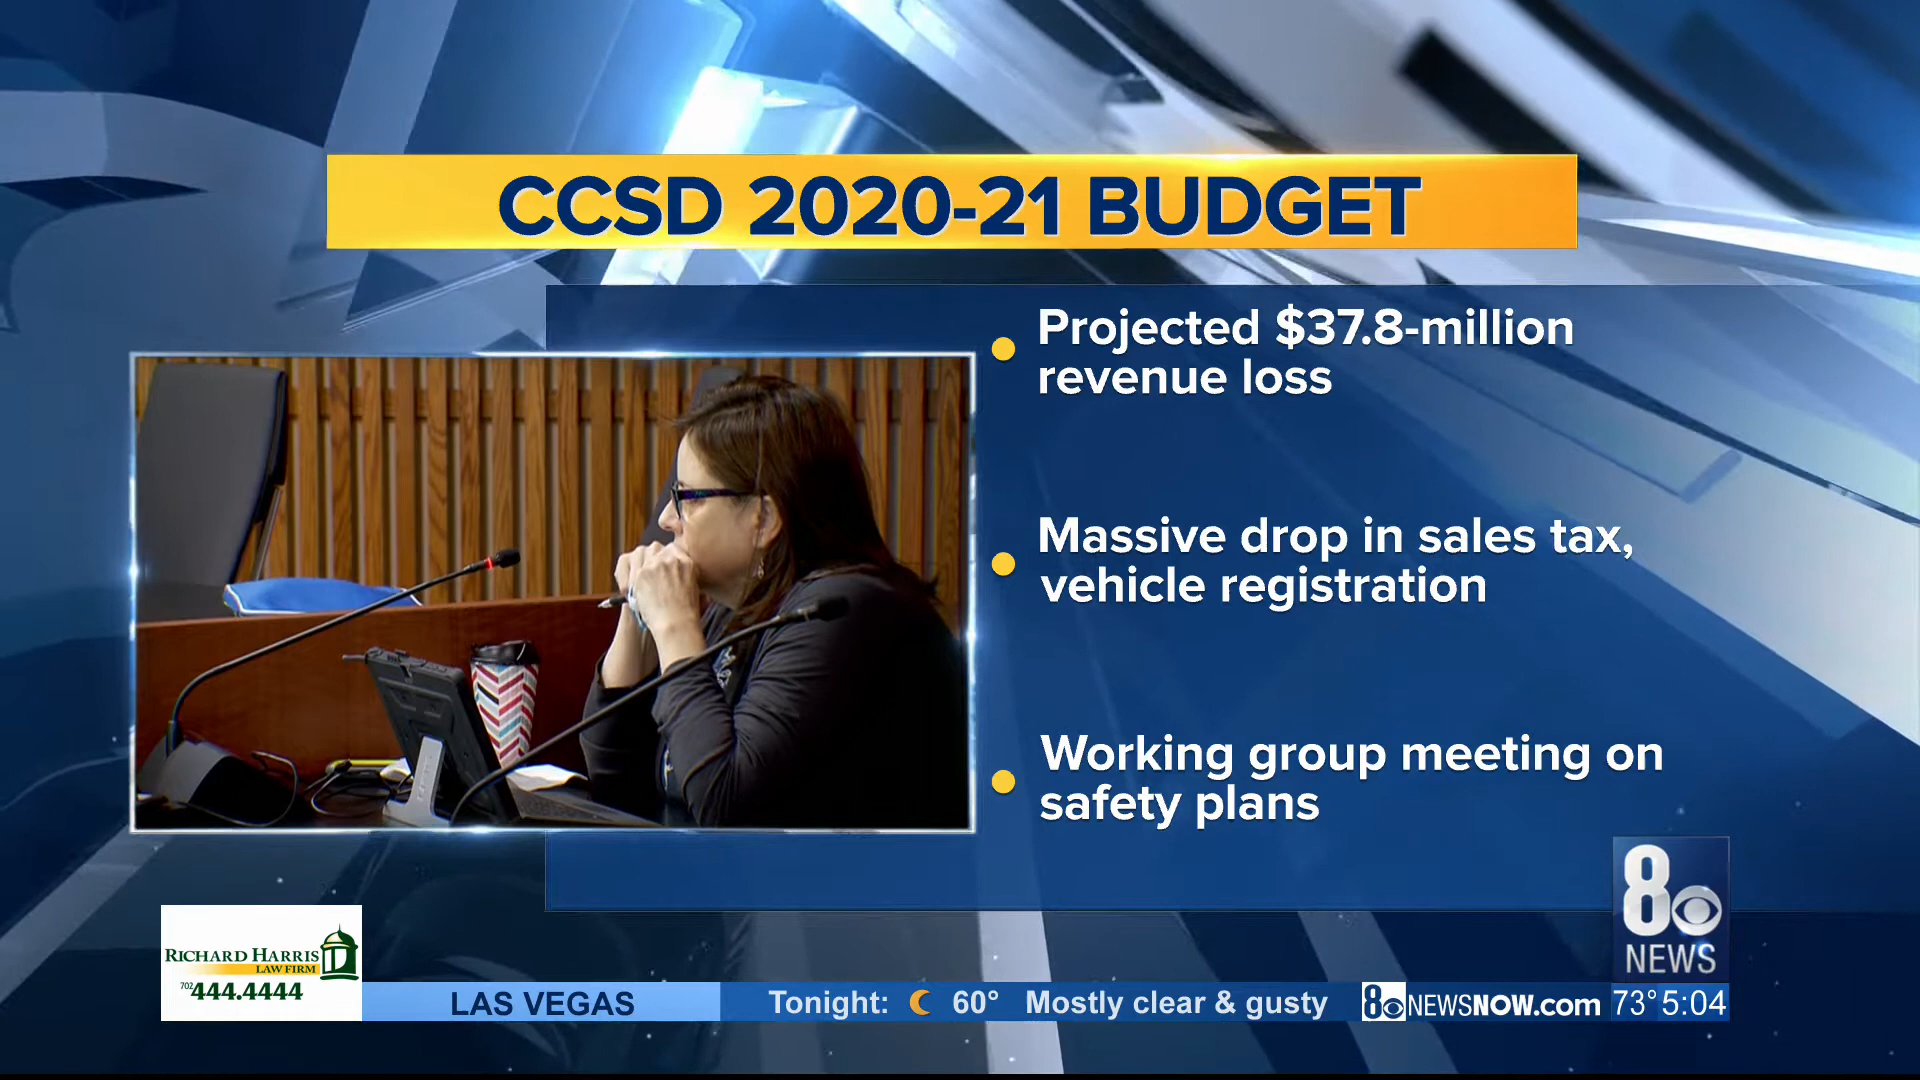 CCSD 2020-21 BUDGET
Projected $37.8-million
revenue loss
Massive drop in sales tax,
vehicle registration
Working group meeting on
safety plans
8
NEWS
RICHARD HARRIS
LAW FIRM
702 444.4444
LAS VEGAS
Tonight: 60° Mostly clear & gusty
8 NEWSNOW.com 73° 5:04